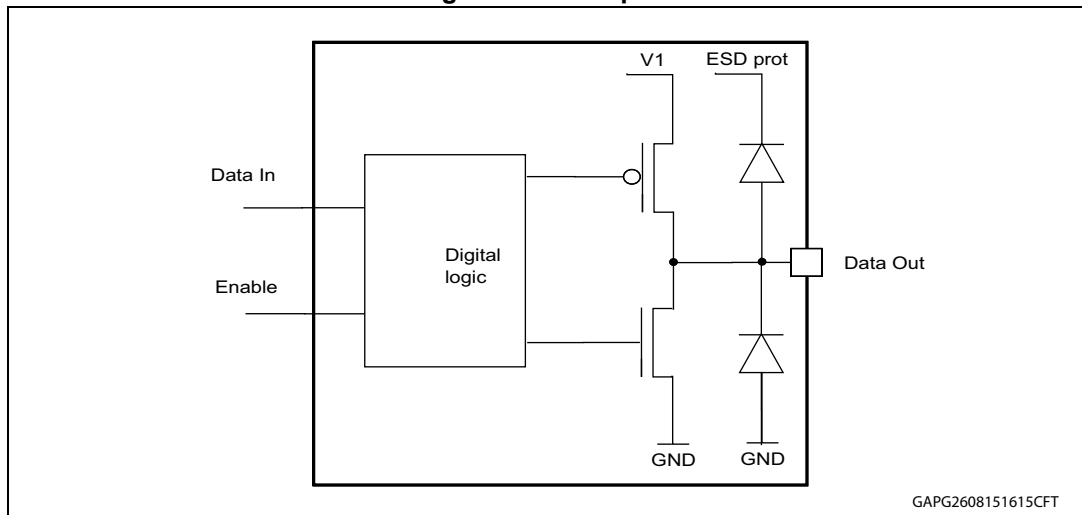 V1
ESD prot
Data In
Digital
logic
Enable
Data Out
GND
GND
GAPG2608151615CFT